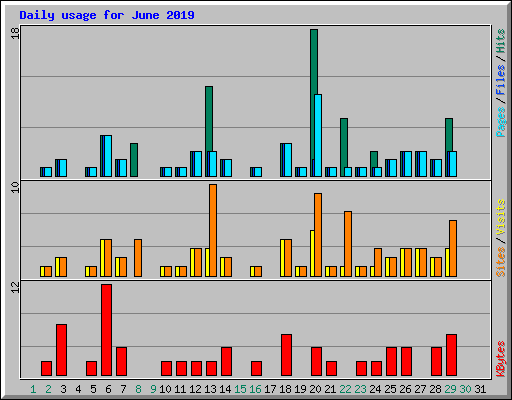 Daily usage for June 2019
18
10
12
Pages / Files / Hits
Sites / Visits
KBytes
1 2 3 4 5 6 7 8 9 10 11 12 13 14 15 16 17 18 19 20 21 22 23 24 25 26 27 28 29 30 31